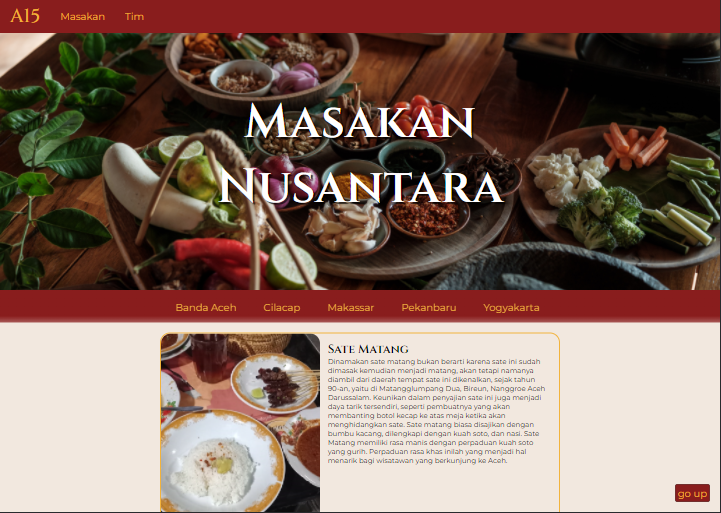 A15 Masakan Tim
Masakan
Nusantara
Banda Aceh Cilacap Makassar Pekanbaru Yogyakarta
Sate Matang
Dinamakan sate matang bukan berarti karena sate ini sudah
dimasak kemudian menjadi matang, akan tetapi namanya
diambil dari daerah tempat sate ini dikenalkan, sejak tahun
90-an, yaitu di Matangglumpang Dua, Bireun, Nanggroe Aceh
Darussalam. Keunikan dalam penyajian sate ini juga menjadi
daya tarik tersendiri, seperti pembuatnya yang akan
membanting botol kecap ke atas meja ketika akan
menghidangkan sate. Sate matang biasa disajikan dengan
bumbu kacang, dilengkapi dengan kuah soto, dan nasi. Sate
Matang memiliki rasa manis dengan perpaduan kuah soto
yang gurih. Perpaduan rasa khas inilah yang menjadi hal
menarik bagi wisatawan yang berkunjung ke Aceh.
go up